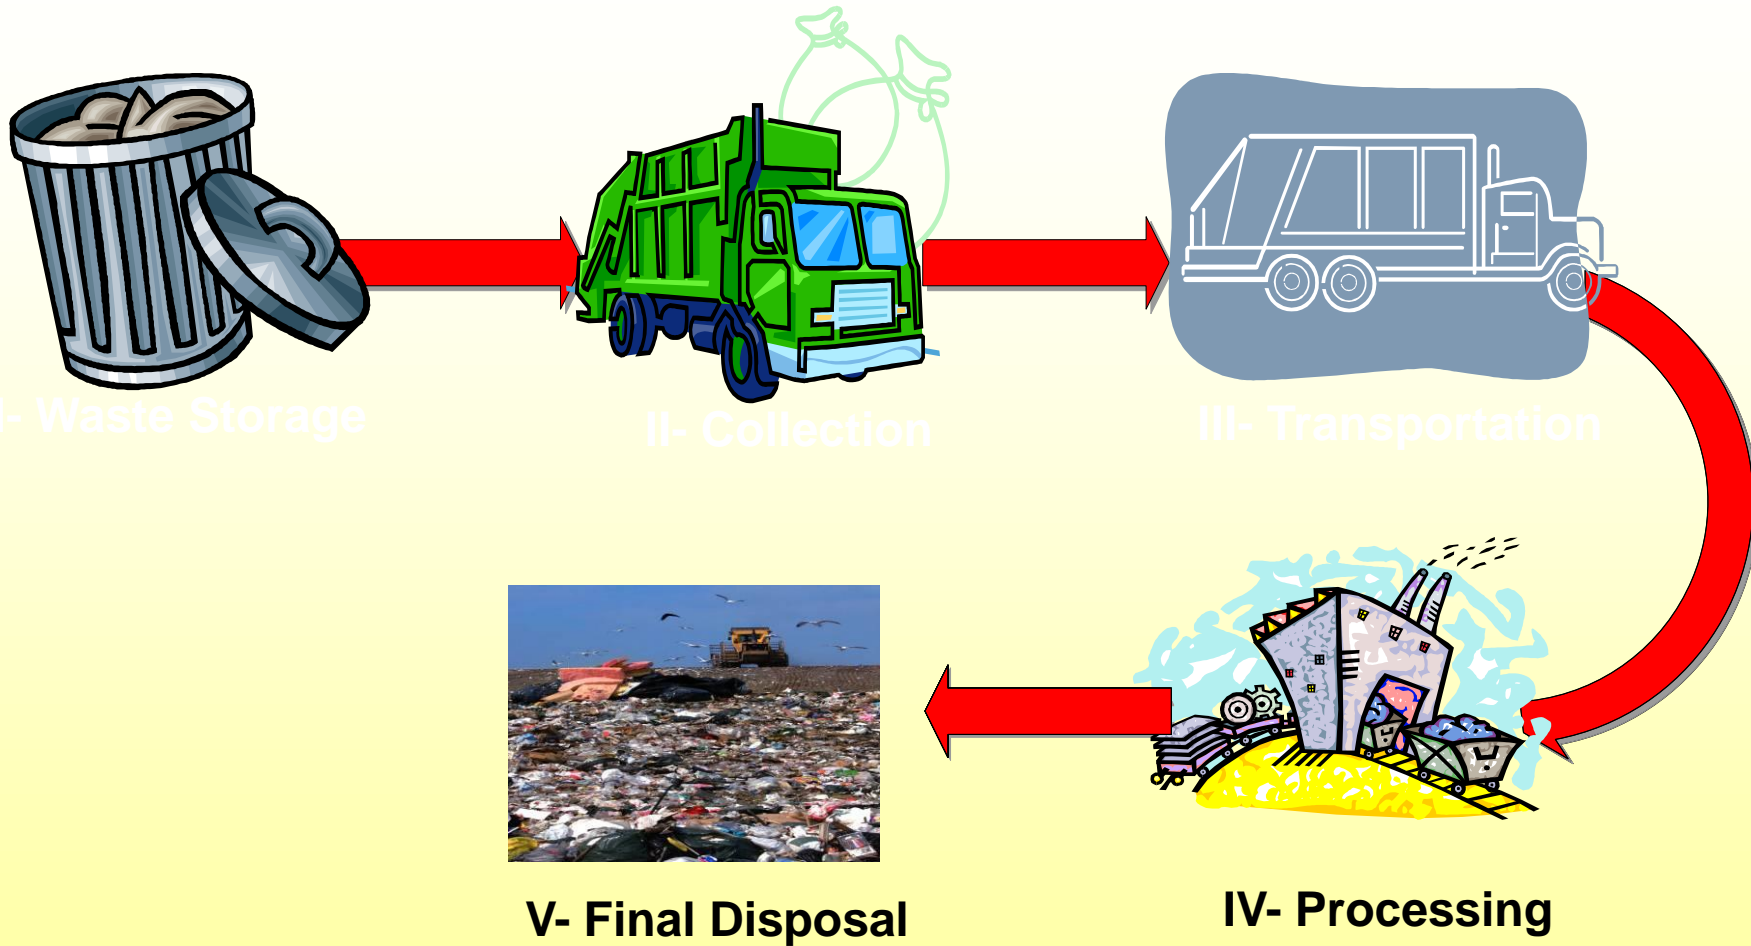 I- Waste Storage
II- Collection
III- Transportation
IV- Processing
V- Final Disposal